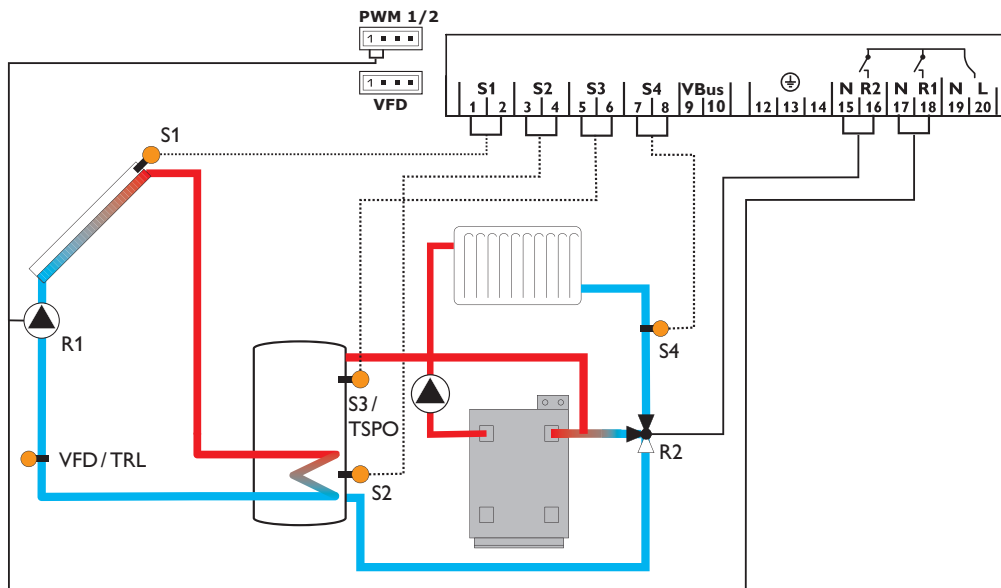 PWM 1/2
1
1
VFD
S1 S2 S3 S4 VBus N R2 N R1 N L
1 2 3 4 5 6 7 8 9 10 12 13 14 15 16 17 18 19 20
S1
R1
S4
S3 /
TSPO
R2
VFD / TRL
S2